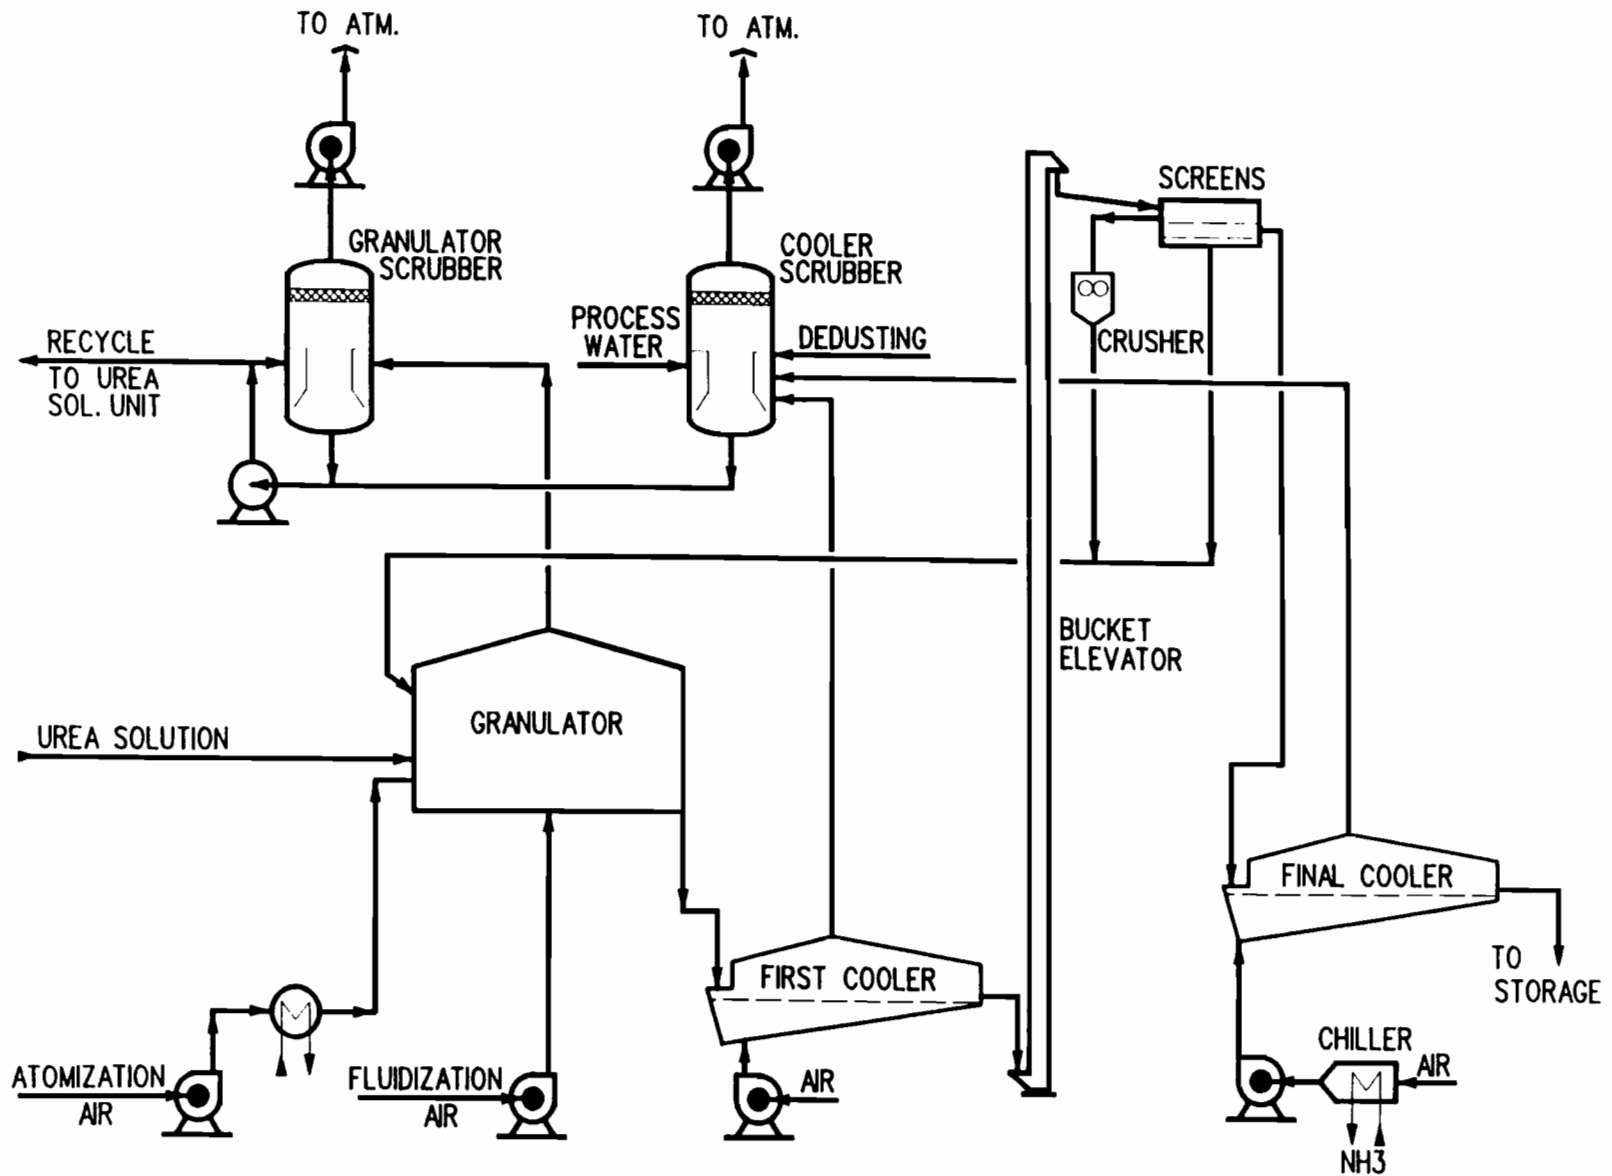 TO ATM.
TO ATM.
SCREENS
GRANULATOR
SCRUBBER
COOLER
SCRUBBER
PROCESS
WATER
DEDUSTING
CRUSHER
RECYCLE
TO UREA
SOL. UNIT
BUCKET
ELEVATOR
GRANULATOR
UREA SOLUTION
FINAL COOLER
FIRST COOLER
TO
STORAGE
CHILLER
ATOMIZATION
AIR
FLUIDIZATION
AIR
AIR
AIR
NH3